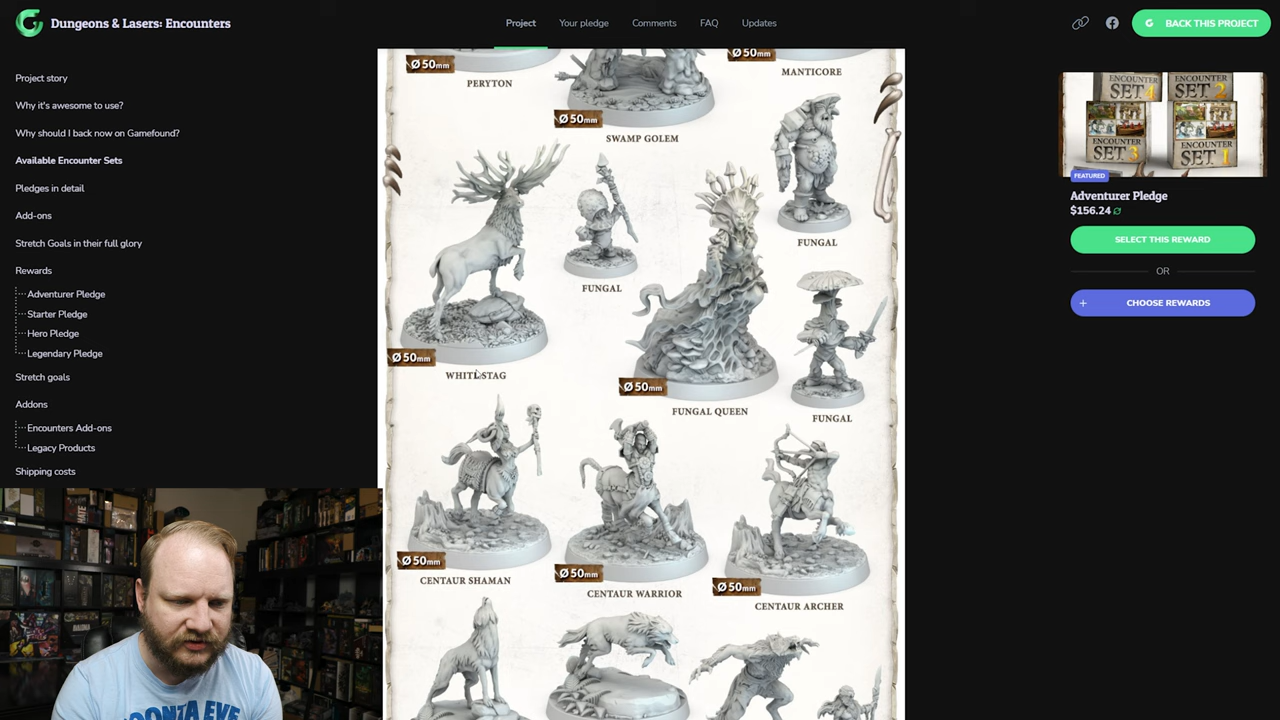 Dungeons & Lasers: Encounters
Project
Your pledge
Comments
FAQ
Updates
BACK THIS PROJECT
Project story
Why it's awesome to use?
Why should I back now on Gamefound?
Available Encounter Sets
Pledges in detail
Add-ons
Stretch Goals in their full glory
Rewards
Adventurer Pledge
Starter Pledge
Hero Pledge
Legendary Pledge
Stretch goals
Addons
Encounters Add-ons
Legacy Products
Shipping costs
Ø 50mm
PERYTON
Ø 50mm
MANTICORE
Ø 50mm
SWAMP GOLEM
FUNGAL
FUNGAL
Ø 50mm
WHITE STAG
Ø 50mm
FUNGAL QUEEN
FUNGAL
Ø 50mm
CENTAUR SHAMAN
Ø 50mm
CENTAUR WARRIOR
Ø 50mm
CENTAUR ARCHER
ENCOUNTER
SET 4
ENCOUNTER
SET 2
ENCOUNTER
SET 3
ENCOUNTER
SET 1
FEATURED
Adventurer Pledge
$156.24
SELECT THIS REWARD
OR
+ CHOOSE REWARDS